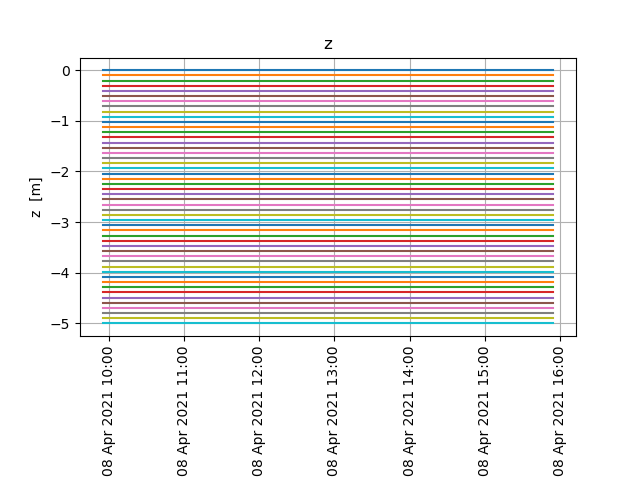 z
0
−1
−2
−3
−4
−5
z [m]
08 Apr 2021 10:00
08 Apr 2021 11:00
08 Apr 2021 12:00
08 Apr 2021 13:00
08 Apr 2021 14:00
08 Apr 2021 15:00
08 Apr 2021 16:00